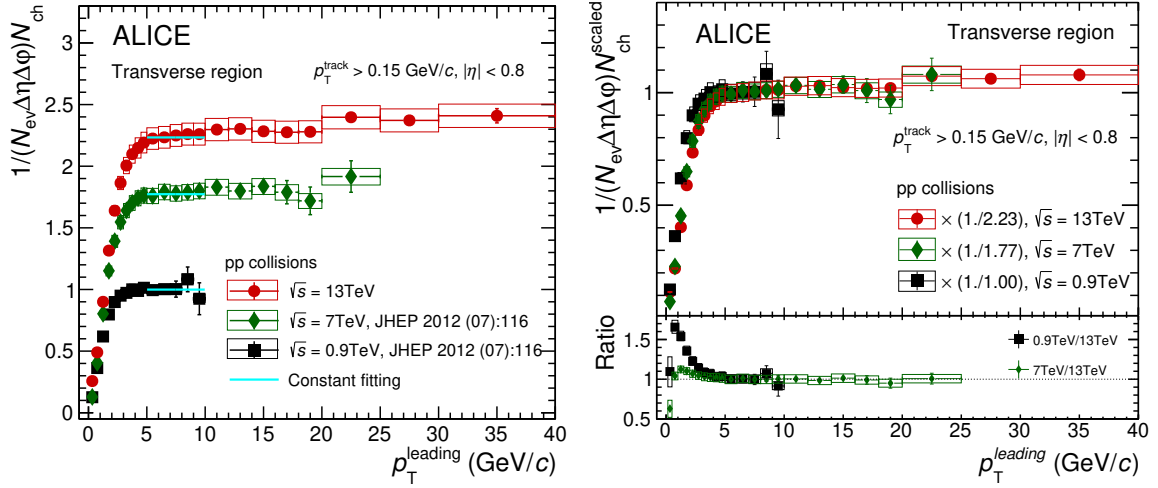 ALICE
Transverse region
p_T^track > 0.15 GeV/c, |η| < 0.8
1/(N_ev Δη Δφ)N_ch
3
2.5
2
1.5
1
0.5
0
pp collisions
√s = 13TeV
√s = 7TeV, JHEP 2012 (07):116
√s = 0.9TeV, JHEP 2012 (07):116
Constant fitting
0 5 10 15 20 25 30 35 40
p_T^leading (GeV/c)
ALICE
Transverse region
1/(N_ev Δη Δφ)N_ch^scaled
1
0.5
p_T^track > 0.15 GeV/c, |η| < 0.8
pp collisions
× (1./2.23), √s = 13TeV
× (1./1.77), √s = 7TeV
× (1./1.00), √s = 0.9TeV
Ratio
1.5
1
0.5
0.9TeV/13TeV
7TeV/13TeV
0 5 10 15 20 25 30 35 40
p_T^leading (GeV/c)